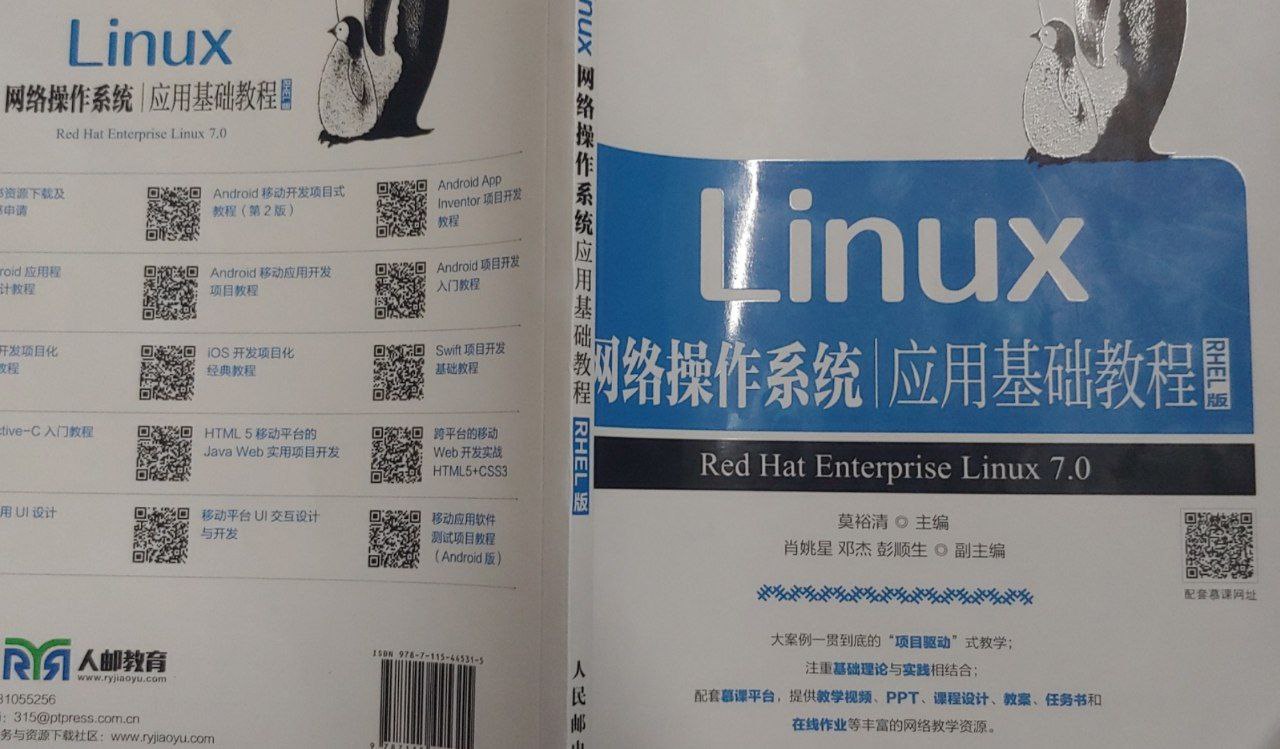 Linux
网络操作系统 应用基础教程
Red Hat Enterprise Linux 7.0
资源下载及
申请
Android 移动开发项目式
教程（第 2 版）
Android App
Inventor 项目开发
教程
roid 应用程
计教程
Android 移动应用开发
项目教程
Android 项目开发
入门教程
开发项目化
教程
iOS 开发项目化
经典教程
Swift 项目开发
基础教程
ctive-C 入门教程
HTML 5 移动平台的
Java Web 实用项目开发
跨平台的移动
Web 开发实战
HTML5+CSS3
用 UI 设计
移动平台 UI 交互设计
与开发
移动应用软件
测试项目教程
（Android 版）
RYR 人邮教育
www.ryjiaoyu.com
81055256
315@ptpress.com.cn
务与资源下载社区：www.ryjiaoyu.com
ISBN 978-7-115-46531-5
nux 网络操作系统 应用基础教程 RHEL版
人民邮
Linux
网络操作系统 应用基础教程 RHEL版
Red Hat Enterprise Linux 7.0
莫裕清 ◎ 主编
肖姚星 邓杰 彭顺生 ◎ 副主编
配套慕课网址
大案例一贯到底的“项目驱动”式教学；
注重基础理论与实践相结合；
配套慕课平台，提供教学视频、PPT、课程设计、教案、任务书和
在线作业等丰富的网络教学资源。